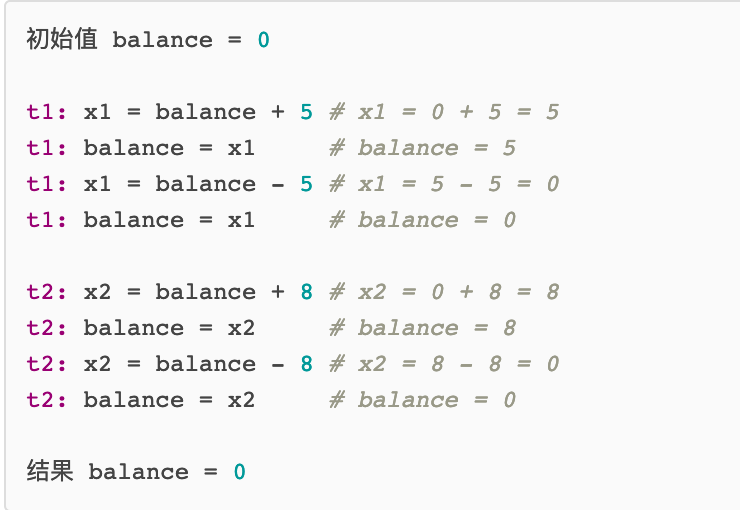 初始值 balance = 0
t1: x1 = balance + 5 # x1 = 0 + 5 = 5
t1: balance = x1     # balance = 5
t1: x1 = balance - 5 # x1 = 5 - 5 = 0
t1: balance = x1     # balance = 0
t2: x2 = balance + 8 # x2 = 0 + 8 = 8
t2: balance = x2     # balance = 8
t2: x2 = balance - 8 # x2 = 8 - 8 = 0
t2: balance = x2     # balance = 0
结果 balance = 0